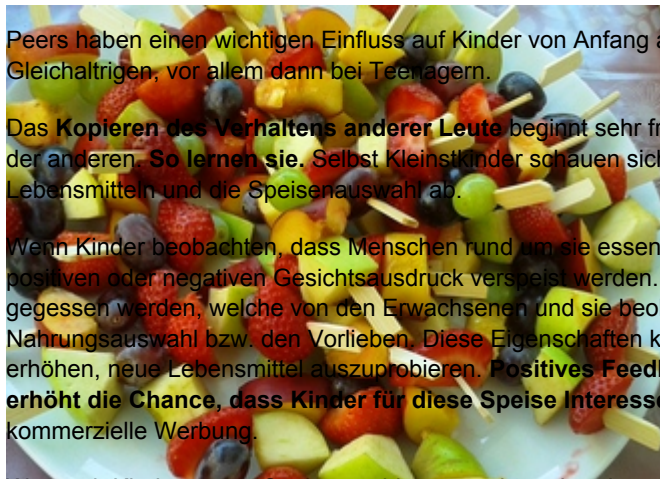 Peers haben einen wichtigen Einfluss auf Kinder von Anfang a
Gleichaltrigen, vor allem dann bei Teenagern.
Das Kopieren des Verhaltens anderer Leute beginnt sehr fr
der anderen. So lernen sie. Selbst Kleinstkinder schauen sich
Lebensmitteln und die Speisenauswahl ab.
Wenn Kinder beobachten, dass Menschen rund um sie essen
positiven oder negativen Gesichtsausdruck verspeist werden.
gegessen werden, welche von den Erwachsenen und sie beo
Nahrungsauswahl bzw. den Vorlieben. Diese Eigenschaften k
erhöhen, neue Lebensmittel auszuprobieren. Positives Feed
erhöht die Chance, dass Kinder für diese Speise Interess
kommerzielle Werbung.